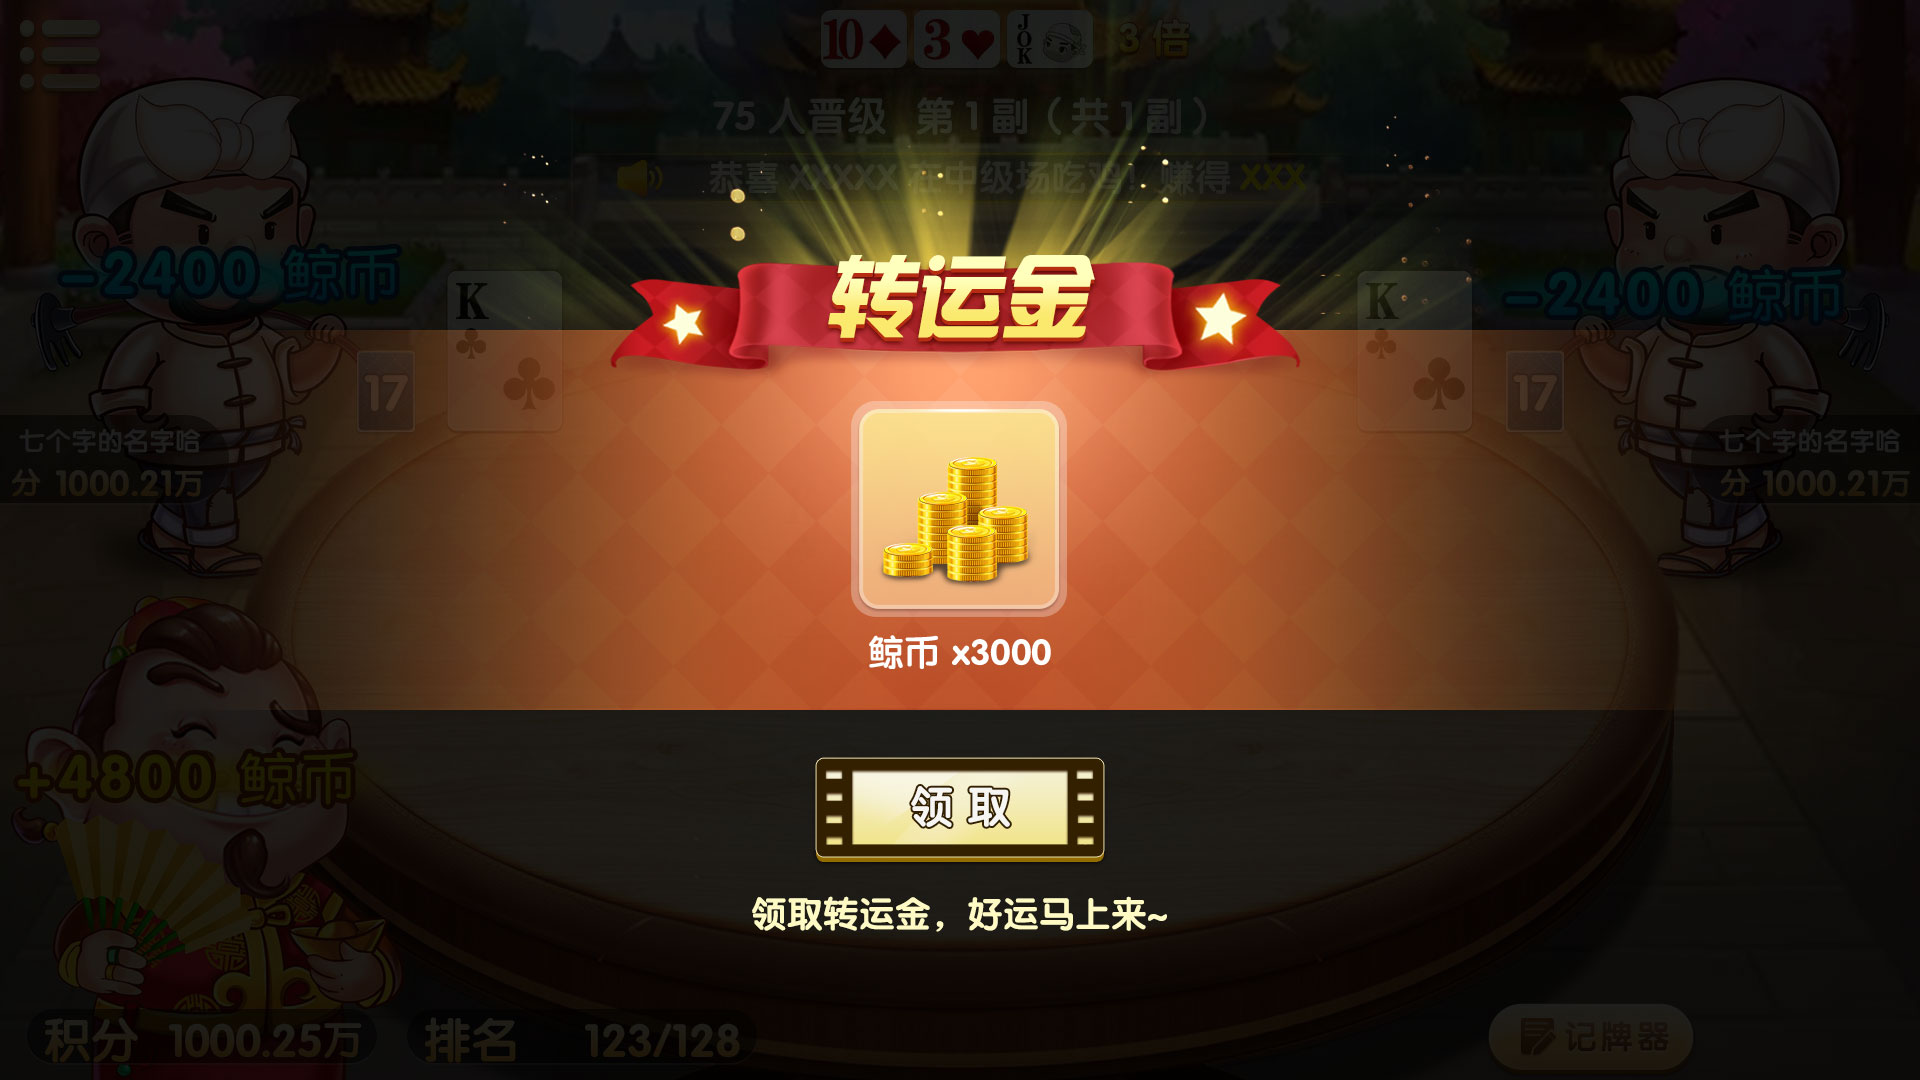 10 3 JOK 3 倍
75 人晋级 第 1 副（共 1 副）
恭喜 XXXXX 在中级场吃鸡！赚得 XXX
转运金
-2400 鲸币
-2400 鲸币
K
K
17
17
七个字的名字哈
七个字的名字哈
分 1000.21万
分 1000.21万
鲸币 x3000
+4800 鲸币
领取
领取转运金，好运马上来~
积分 1000.25万 排名 123/128
记牌器